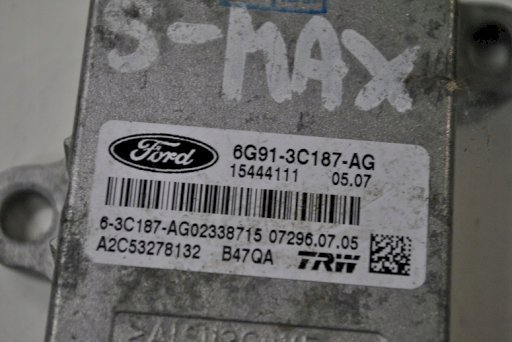 S-MAX
Ford 6G91-3C187-AG
15444111 05.07
6-3C187-AG02338715 07296.07.05
A2C53278132 B47QA TRW